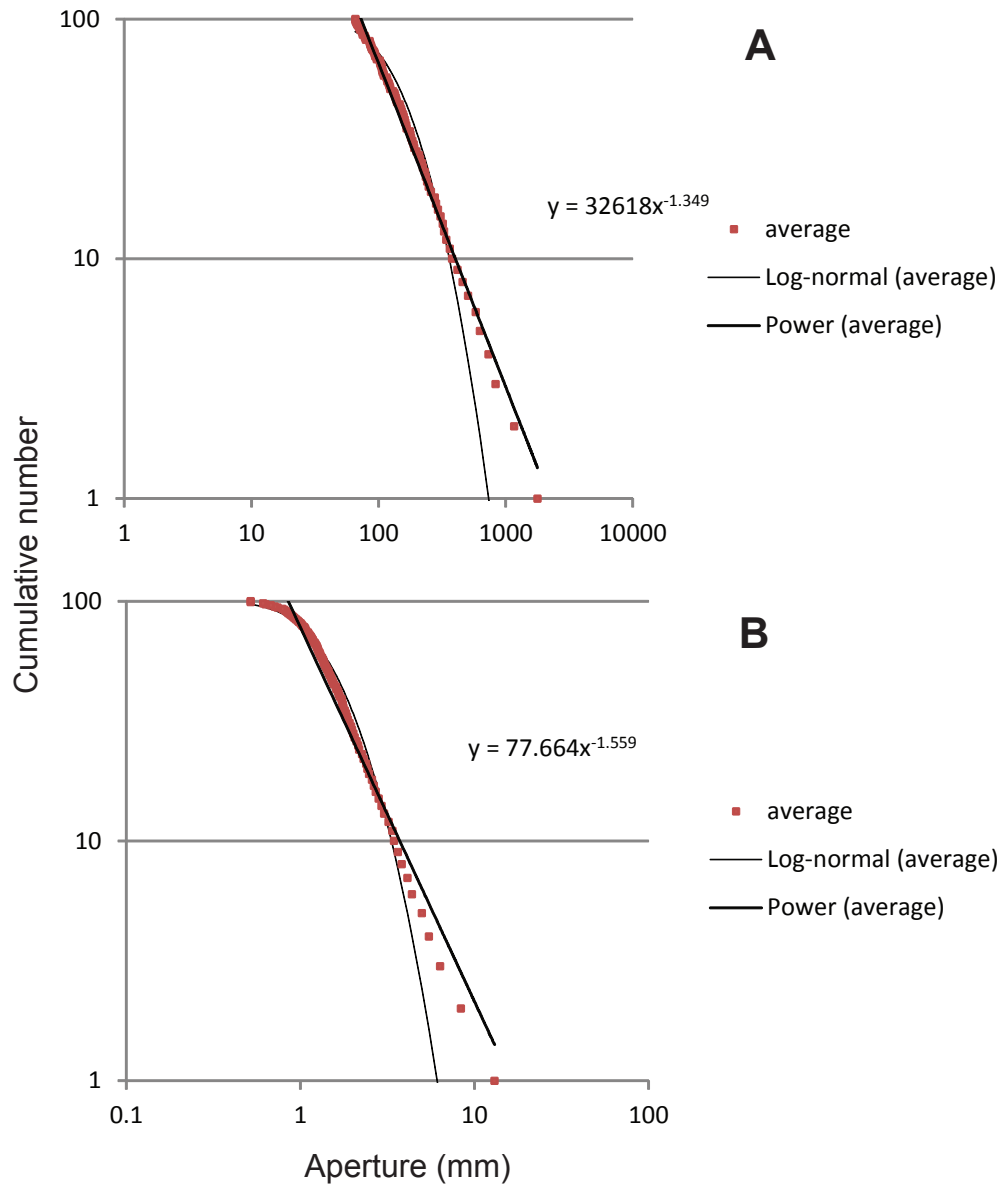 100
10
1
1
10
100
1000
10000
A
y = 32618x^-1.349
average
Log-normal (average)
Power (average)
Cumulative number
100
10
1
0.1
1
10
100
B
y = 77.664x^-1.559
average
Log-normal (average)
Power (average)
Aperture (mm)